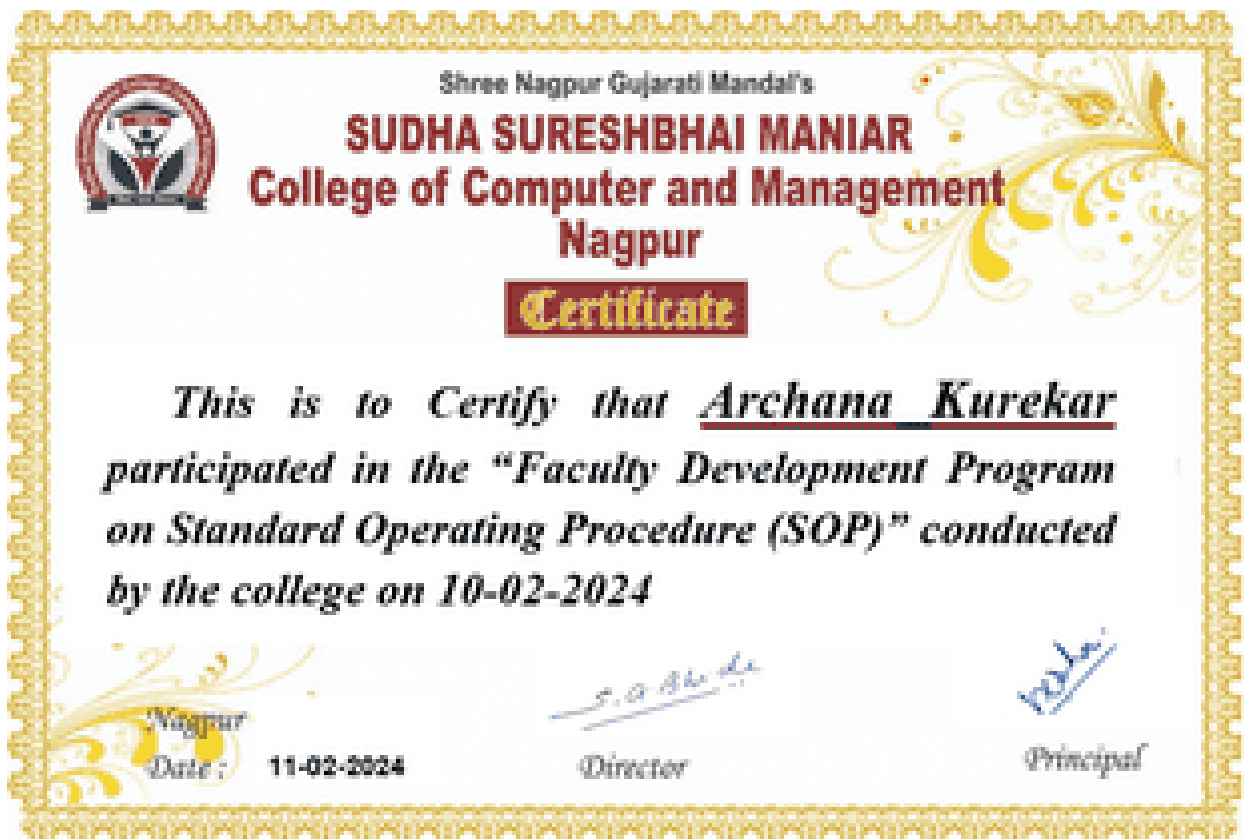 Shree Nagpur Gujarati Mandal's
SUDHA SURESHBHAI MANIAR
College of Computer and Management
Nagpur
Certificate
This is to Certify that Archana Kurekar
participated in the “Faculty Development Program
on Standard Operating Procedure (SOP)” conducted
by the college on 10-02-2024
Nagpur
Date : 11-02-2024
Director
Principal